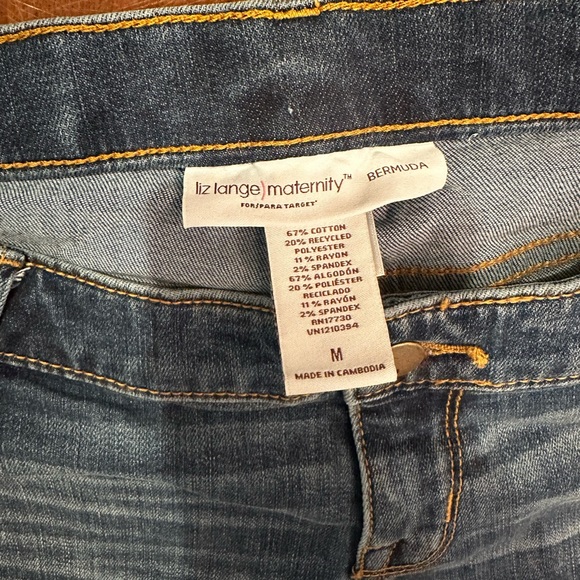 liz lange)maternity™ BERMUDA
FOR/PARA TARGET*
67% COTTON
20% RECYCLED
POLYESTER
11% RAYON
2% SPANDEX
67% ALGODÓN
20% POLIÉSTER
RECICLADO
11% RAYÓN
2% SPANDEX
RN17730
VN1210394
M
MADE IN CAMBODIA